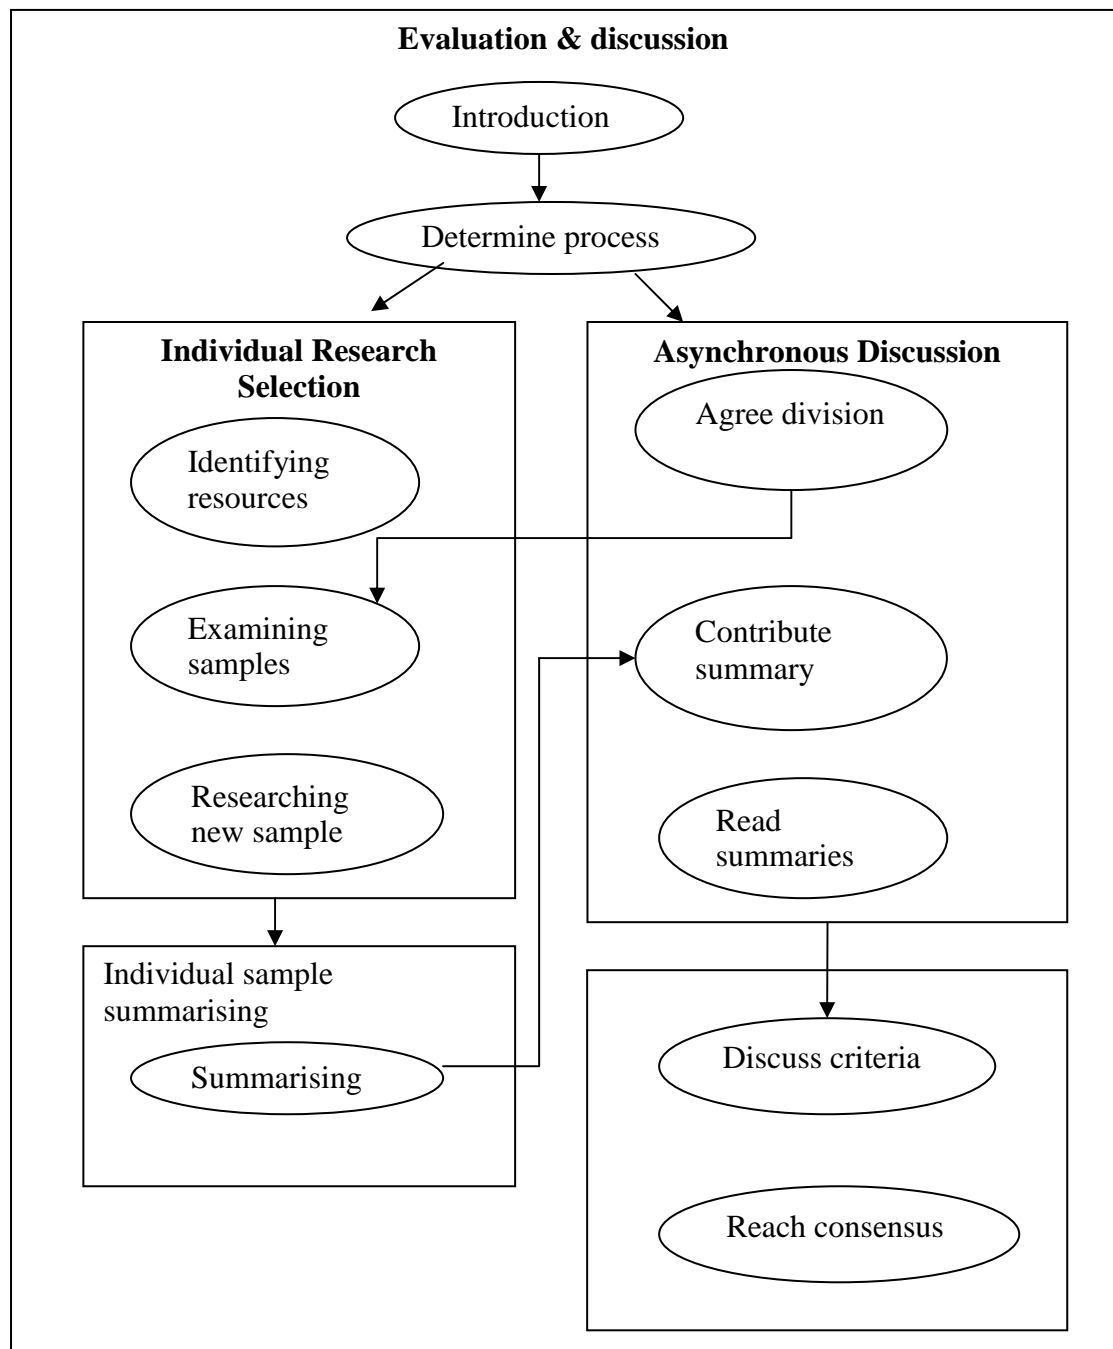 Evaluation & discussion
Introduction
Determine process
Individual Research
Selection
Identifying
resources
Examining
samples
Researching
new sample
Individual sample
summarising
Summarising
Asynchronous Discussion
Agree division
Contribute
summary
Read
summaries
Discuss criteria
Reach consensus